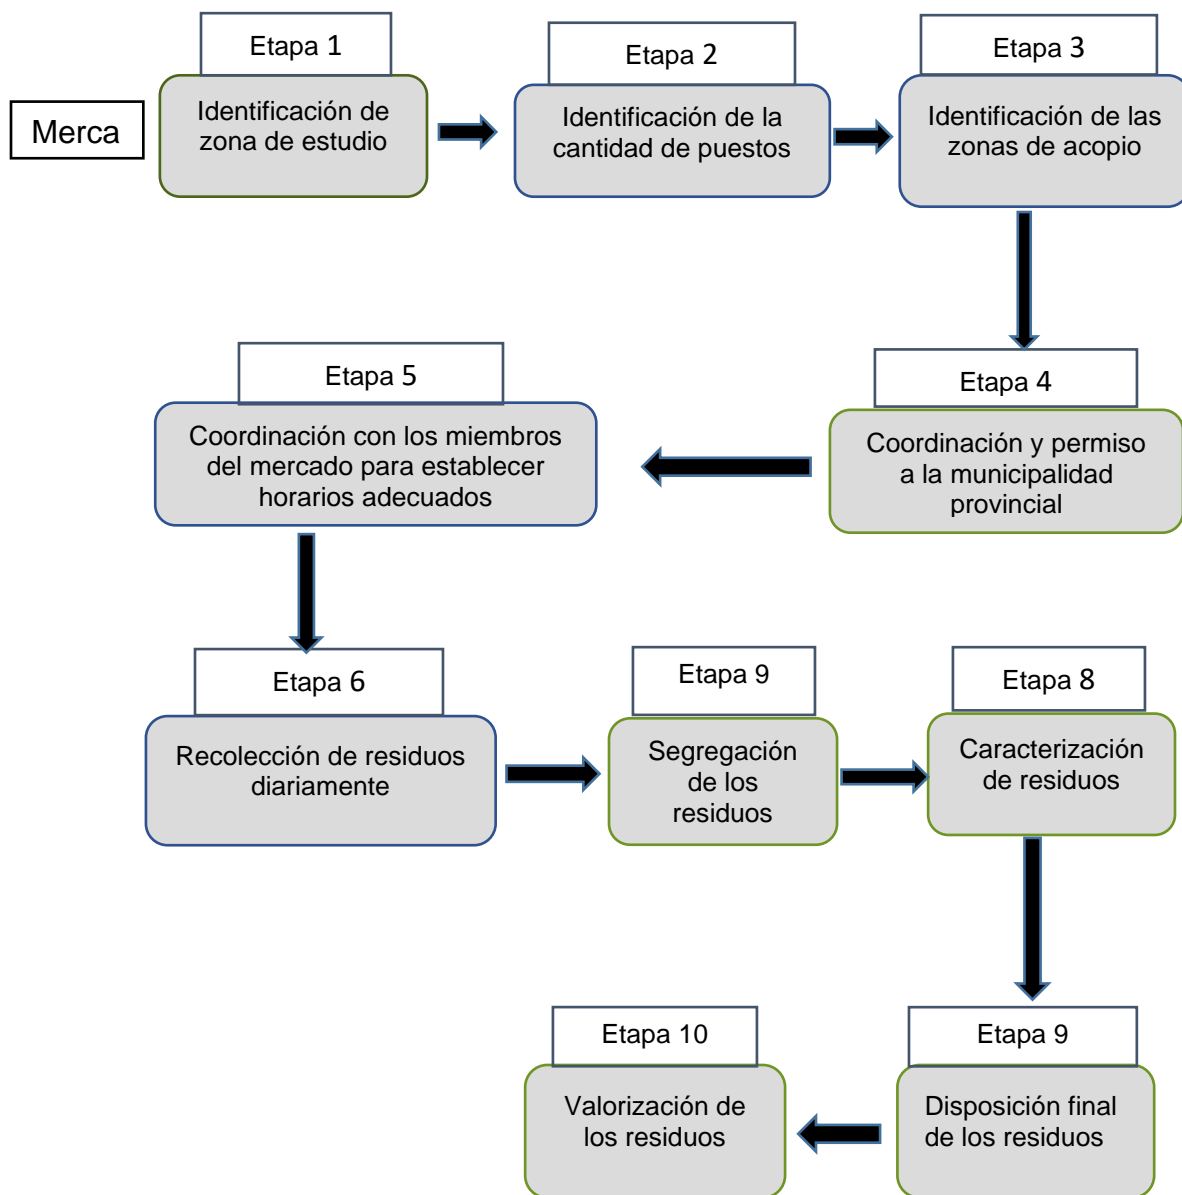 Merca
Etapa 1
Identificación de
zona de estudio
Etapa 2
Identificación de la
cantidad de puestos
Etapa 3
Identificación de las
zonas de acopio
Etapa 4
Coordinación y permiso
a la municipalidad
provincial
Etapa 5
Coordinación con los miembros
del mercado para establecer
horarios adecuados
Etapa 6
Recolección de residuos
diariamente
Etapa 9
Segregación
de los
residuos
Etapa 8
Caracterización
de residuos
Etapa 9
Disposición final
de los residuos
Etapa 10
Valorización de
los residuos